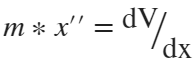 m * x′′ = dV/dx